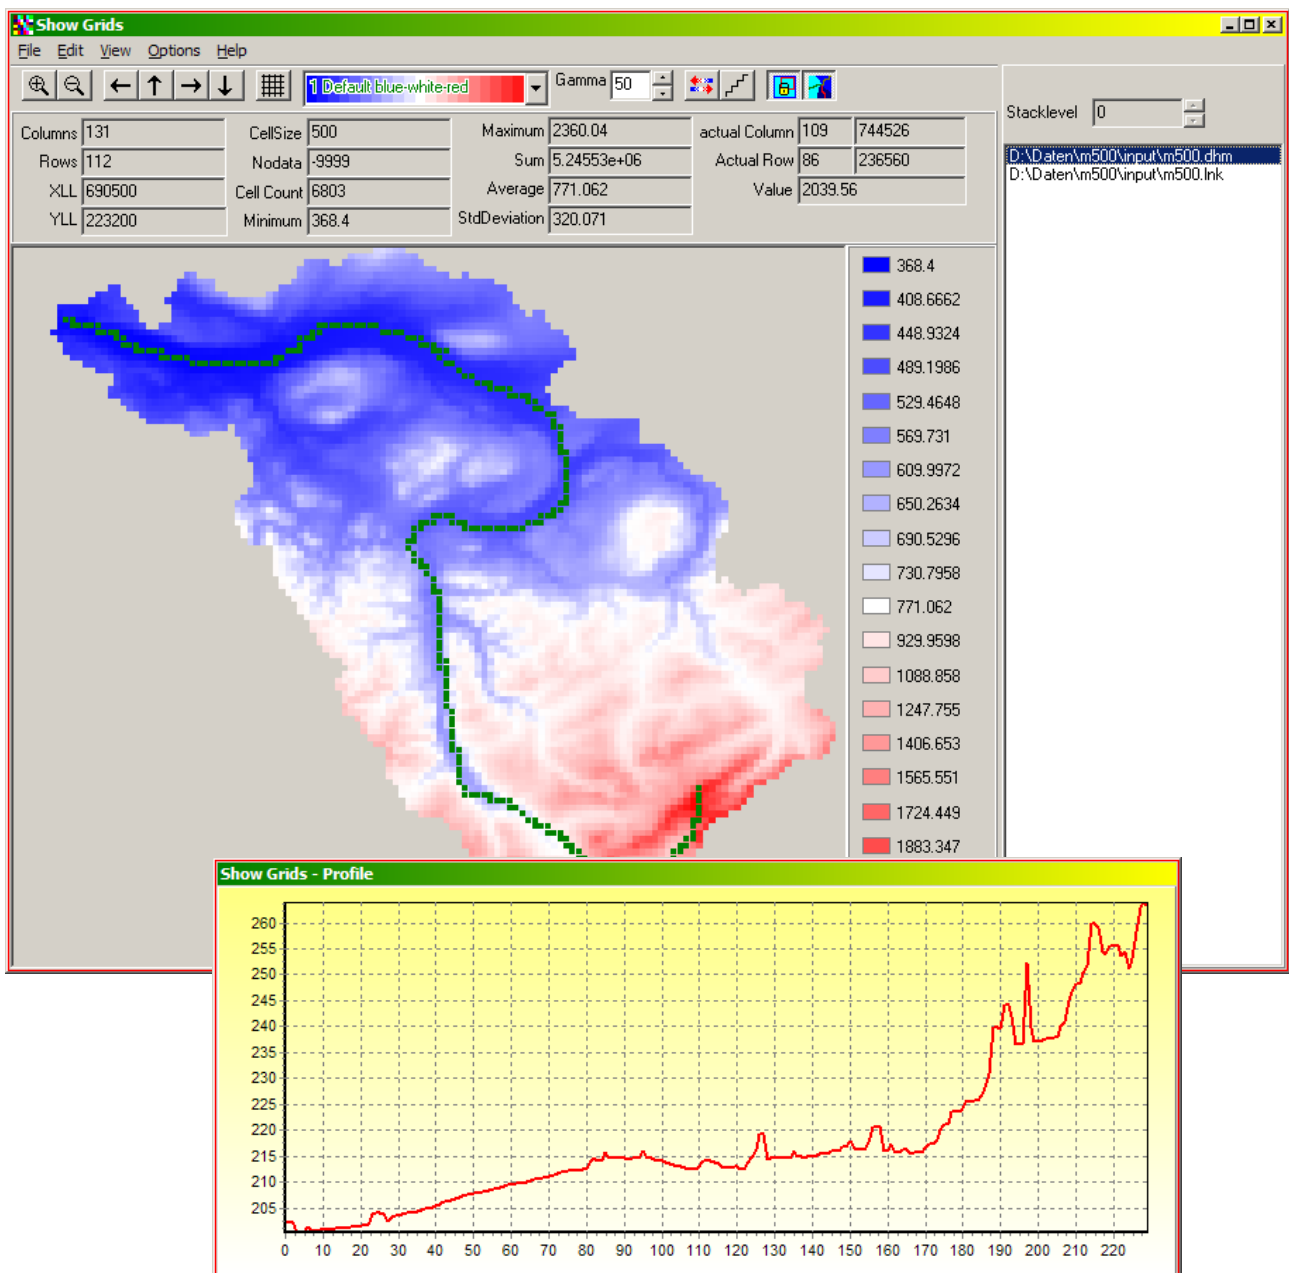 Show Grids
File Edit View Options Help
1 Default blue-white-red Gamma 50
Stacklevel 0
Columns 131 CellSize 500 Maximum 2360.04 actual Column 109 744526
Rows 112 Nodata -9999 Sum 5.24553e+06 Actual Row 86 236560
XLL 690500 Cell Count 6803 Average 771.062 Value 2039.56
YLL 223200 Minimum 368.4 StdDeviation 320.071
D:\Daten\m500\input\m500.dhm
D:\Daten\m500\input\m500.lnk
368.4
408.6662
448.9324
489.1986
529.4648
569.731
609.9972
650.2634
690.5296
730.7958
771.062
929.9598
1088.858
1247.755
1406.653
1565.551
1724.449
1883.347
Show Grids - Profile
260
255
250
245
240
235
230
225
220
215
210
205
0 10 20 30 40 50 60 70 80 90 100 110 120 130 140 150 160 170 180 190 200 210 220